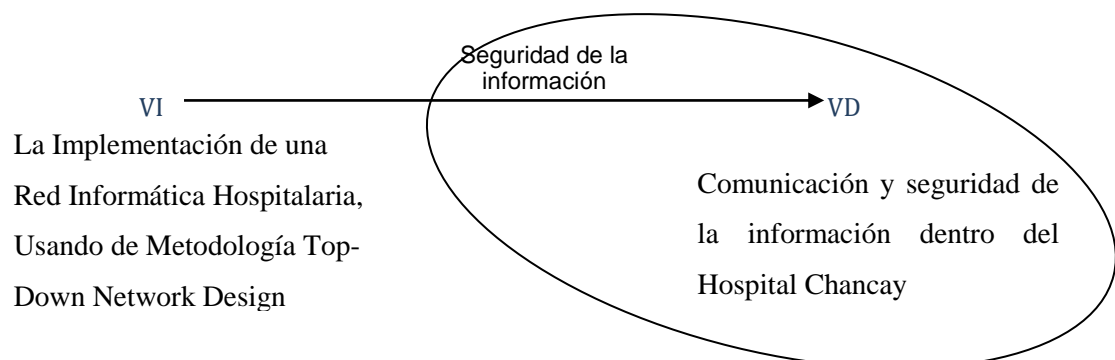 Seguridad de la
información
VI
VD
La Implementación de una
Red Informática Hospitalaria,
Usando de Metodología Top-
Down Network Design
Comunicación y seguridad de
la información dentro del
Hospital Chancay